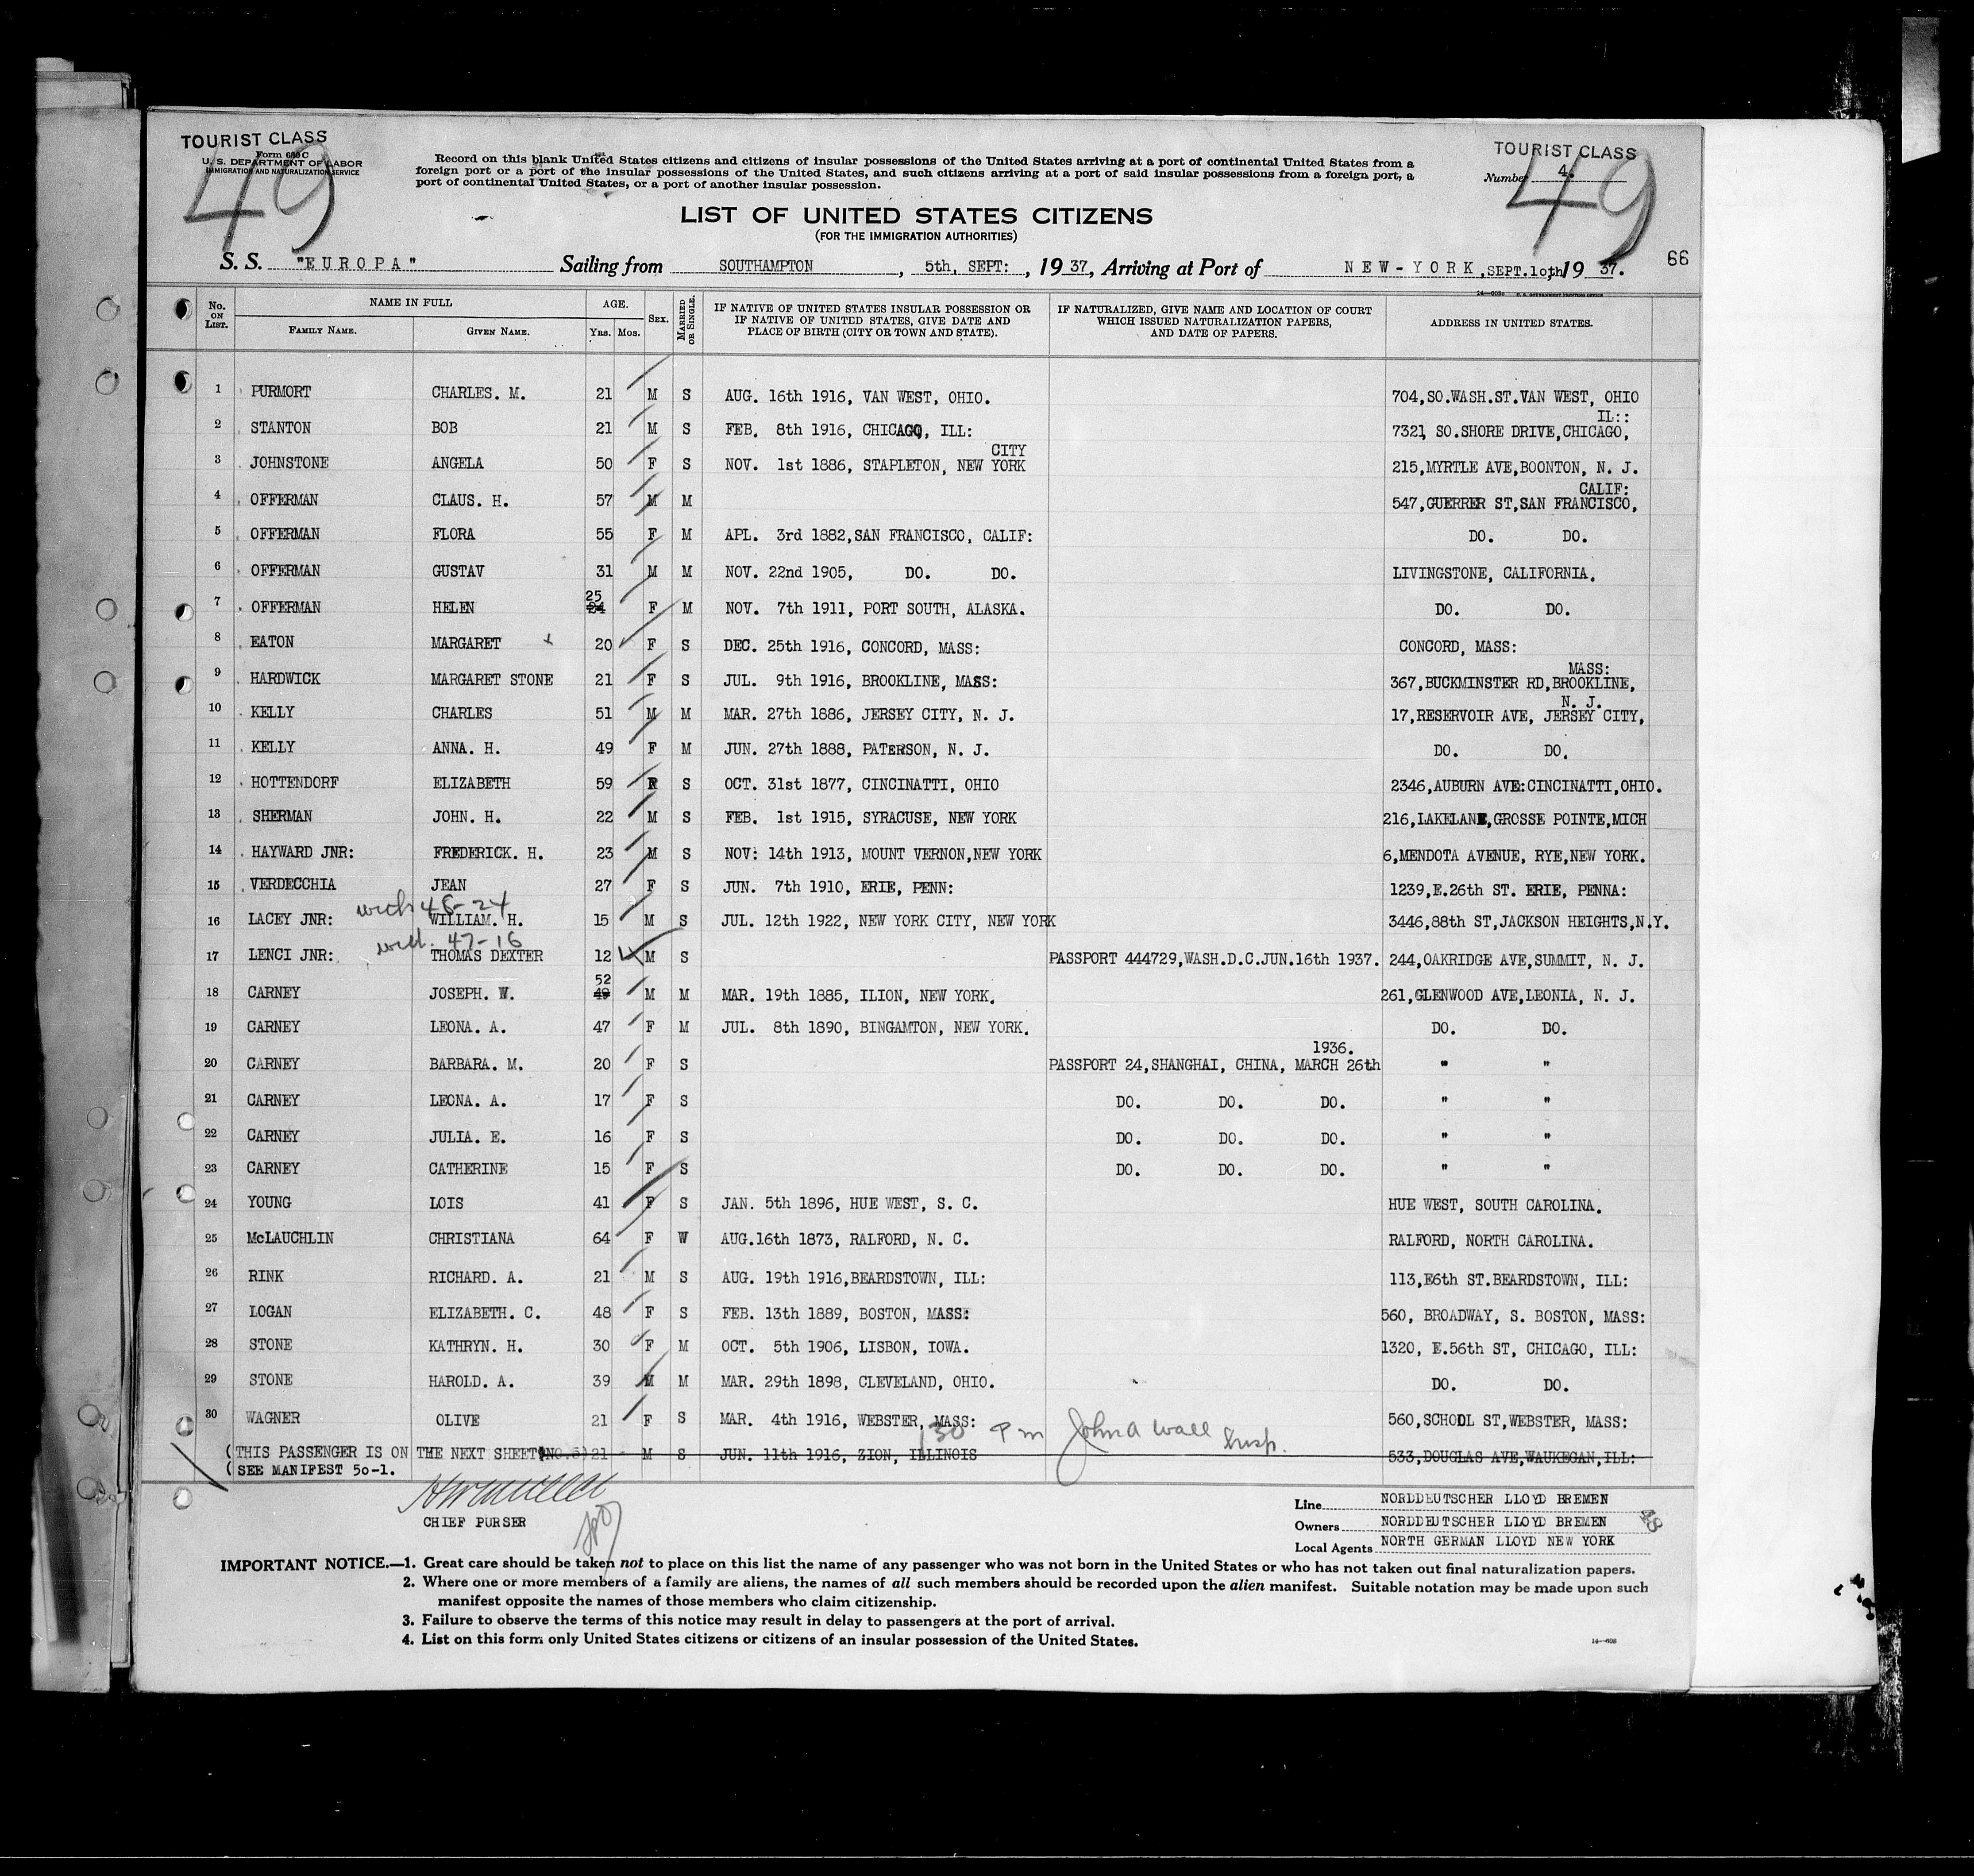 TOURIST CLASS
Form 630 C
U. S. DEPARTMENT OF LABOR
IMMIGRATION AND NATURALIZATION SERVICE
49
Record on this blank United States citizens and citizens of insular possessions of the United States arriving at a port of continental United States from a
foreign port or a port of the insular possessions of the United States, and such citizens arriving at a port of said insular possessions from a foreign port, a
port of continental United States, or a port of another insular possession.
TOURIST CLASS
Number 4.
49
LIST OF UNITED STATES CITIZENS
(FOR THE IMMIGRATION AUTHORITIES)
66
S. S. "EUROPA" Sailing from SOUTHAMPTON, 5th, SEPT:, 1937, Arriving at Port of NEW-YORK, SEPT.10th, 1937.
No. ON LIST. NAME IN FULL FAMILY NAME. GIVEN NAME. AGE. Yrs. Mos. SEX. MARRIED OR SINGLE. IF NATIVE OF UNITED STATES INSULAR POSSESSION OR IF NATIVE OF UNITED STATES, GIVE DATE AND PLACE OF BIRTH (CITY OR TOWN AND STATE). IF NATURALIZED, GIVE NAME AND LOCATION OF COURT WHICH ISSUED NATURALIZATION PAPERS, AND DATE OF PAPERS. ADDRESS IN UNITED STATES.
1 PURMORT CHARLES. M. 21 M S AUG. 16th 1916, VAN WEST, OHIO. 704,SO.WASH.ST.VAN WEST, OHIO
2 STANTON BOB 21 M S FEB. 8th 1916, CHICAGO, ILL: 7321, SO.SHORE DRIVE,CHICAGO, IL::
3 JOHNSTONE ANGELA 50 F S NOV. 1st 1886, STAPLETON, NEW YORK CITY 215,MYRTLE AVE,BOONTON, N. J.
4 OFFERMAN CLAUS. H. 57 M M 547,GUERRER ST,SAN FRANCISCO, CALIF:
5 OFFERMAN FLORA 55 F M APL. 3rd 1882,SAN FRANCISCO, CALIF: DO. DO.
6 OFFERMAN GUSTAV 31 M M NOV. 22nd 1905, DO. DO. LIVINGSTONE, CALIFORNIA.
7 OFFERMAN HELEN 25 24 F M NOV. 7th 1911, PORT SOUTH, ALASKA. DO. DO.
8 EATON MARGARET x 20 F S DEC. 25th 1916, CONCORD, MASS: CONCORD, MASS:
9 HARDWICK MARGARET STONE 21 F S JUL. 9th 1916, BROOKLINE, MASS: 367,BUCKMINSTER RD,BROOKLINE, MASS:
10 KELLY CHARLES 51 M M MAR. 27th 1886, JERSEY CITY, N. J. 17,RESERVOIR AVE, JERSEY CITY, N. J.
11 KELLY ANNA. H. 49 F M JUN. 27th 1888, PATERSON, N. J. DO. DO.
12 HOTTENDORF ELIZABETH 59 F S OCT. 31st 1877, CINCINATTI, OHIO 2346,AUBURN AVE:CINCINATTI,OHIO.
13 SHERMAN JOHN. H. 22 M S FEB. 1st 1915, SYRACUSE, NEW YORK 216,LAKELANE,GROSSE POINTE,MICH
14 HAYWARD JNR: FREDERICK. H. 23 M S NOV: 14th 1913, MOUNT VERNON,NEW YORK 6,MENDOTA AVENUE, RYE,NEW YORK.
15 VERDECCHIA JEAN 27 F S JUN. 7th 1910, ERIE, PENN: 1239,E.26th ST. ERIE, PENNA:
with 48-24
16 LACEY JNR: WILLIAM. H. 15 M S JUL. 12th 1922, NEW YORK CITY, NEW YORK 3446,88th ST,JACKSON HEIGHTS,N.Y.
with 47-16
17 LENCI JNR: THOMAS DEXTER 12 M S PASSPORT 444729,WASH.D.C.JUN.16th 1937. 244,OAKRIDGE AVE,SUMMIT, N. J.
18 CARNEY JOSEPH. W. 52 49 M M MAR. 19th 1885, ILION, NEW YORK. 261,GLENWOOD AVE,LEONIA, N. J.
19 CARNEY LEONA. A. 47 F M JUL. 8th 1890, BINGAMTON, NEW YORK. DO. DO.
20 CARNEY BARBARA. M. 20 F S PASSPORT 24,SHANGHAI, CHINA, MARCH 26th 1936. " "
21 CARNEY LEONA. A. 17 F S DO. DO. DO. " "
22 CARNEY JULIA. E. 16 F S DO. DO. DO. " "
23 CARNEY CATHERINE 15 F S DO. DO. DO. " "
24 YOUNG LOIS 41 F S JAN. 5th 1896, HUE WEST, S. C. HUE WEST, SOUTH CAROLINA.
25 McLAUCHLIN CHRISTIANA 64 F W AUG.16th 1873, RALFORD, N. C. RALFORD, NORTH CAROLINA.
26 RINK RICHARD. A. 21 M S AUG. 19th 1916,BEARDSTOWN, ILL: 113,E6th ST.BEARDSTOWN, ILL:
27 LOGAN ELIZABETH. C. 48 F S FEB. 13th 1889, BOSTON, MASS: 560, BROADWAY, S. BOSTON, MASS:
28 STONE KATHRYN. H. 30 F M OCT. 5th 1906, LISBON, IOWA. 1320, E.56th ST, CHICAGO, ILL:
29 STONE HAROLD. A. 39 M M MAR. 29th 1898, CLEVELAND, OHIO. DO. DO.
30 WAGNER OLIVE 21 F S MAR. 4th 1916, WEBSTER, MASS: 560,SCHOOL ST,WEBSTER, MASS:
130 Pm John A Wall Insp.
(THIS PASSENGER IS ON THE NEXT SHEET(NO.5) 21 M S JUN. 11th 1916, ZION, ILLINOIS 533,DOUGLAS AVE,WAUKEGAN,ILL:
(SEE MANIFEST 50-1.
CHIEF PURSER
Line NORDDEUTSCHER LLOYD BREMEN
Owners NORDDEUTSCHER LLOYD BREMEN
Local Agents NORTH GERMAN LLOYD NEW YORK
48
IMPORTANT NOTICE.—1. Great care should be taken not to place on this list the name of any passenger who was not born in the United States or who has not taken out final naturalization papers.
2. Where one or more members of a family are aliens, the names of all such members should be recorded upon the alien manifest. Suitable notation may be made upon such
manifest opposite the names of those members who claim citizenship.
3. Failure to observe the terms of this notice may result in delay to passengers at the port of arrival.
4. List on this form only United States citizens or citizens of an insular possession of the United States.
14—608